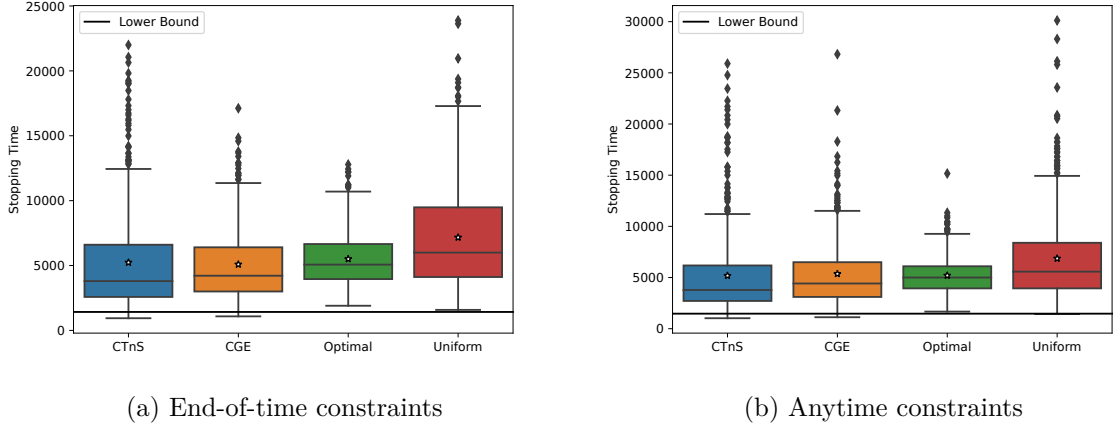 Lower Bound
25000
20000
15000
10000
5000
0
Stopping Time
CTnS CGE Optimal Uniform
(a) End-of-time constraints
Lower Bound
30000
25000
20000
15000
10000
5000
0
Stopping Time
CTnS CGE Optimal Uniform
(b) Anytime constraints